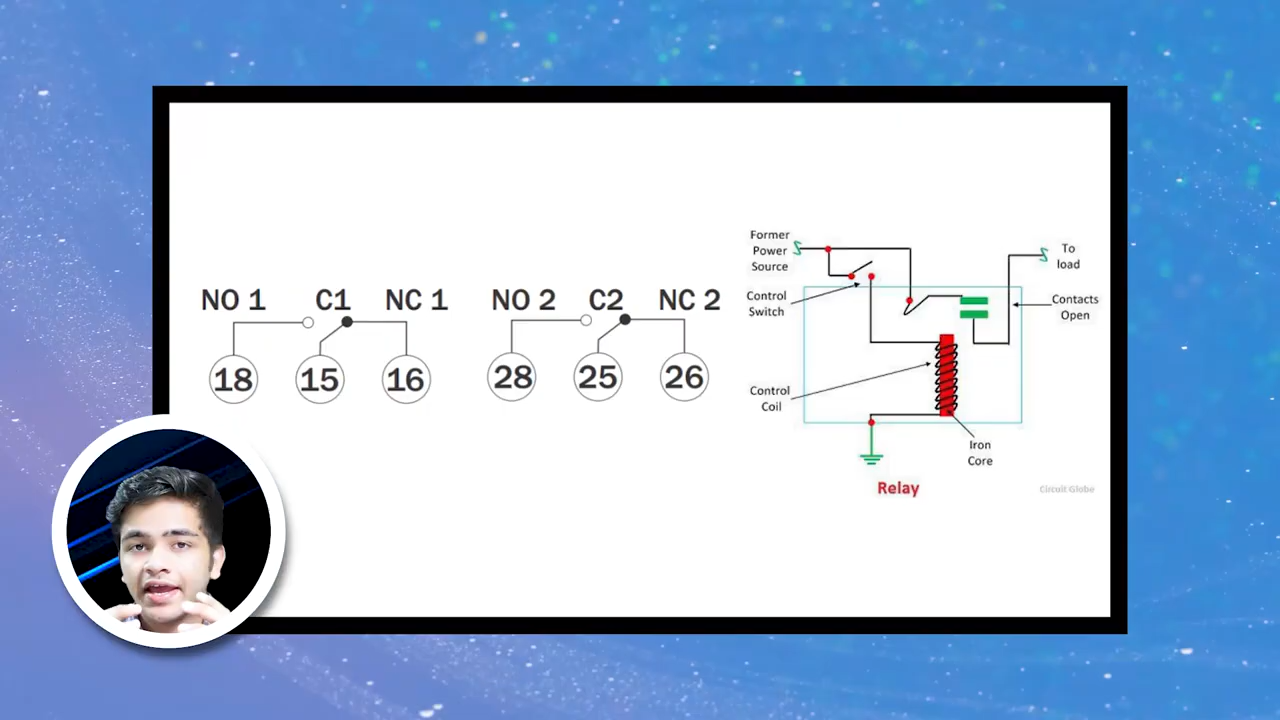 NO 1 C1 NC 1
18 15 16
NO 2 C2 NC 2
28 25 26
Former
Power
Source
To
load
Control
Switch
Contacts
Open
Control
Coil
Iron
Core
Relay
Circuit Globe